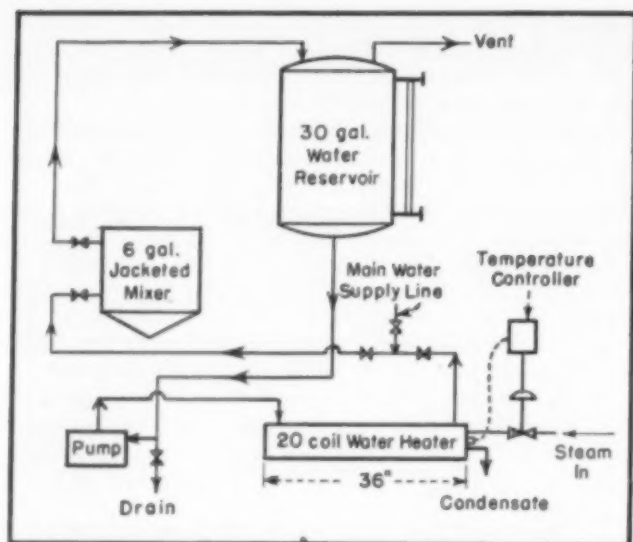 Vent
30 gal.
Water
Reservoir
6 gal.
Jacketed
Mixer
Main Water
Supply Line
Temperature
Controller
Pump
20 coil Water Heater
Steam
In
36"
Drain
Condensate